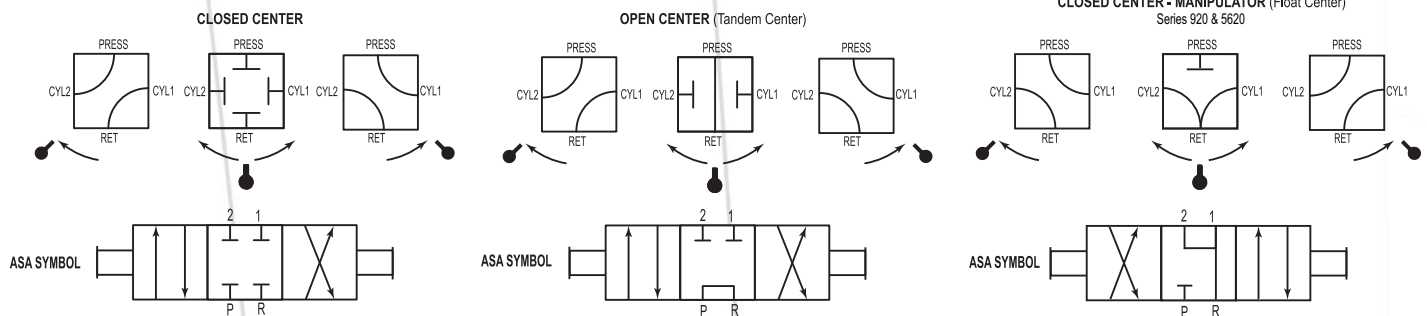 CLOSED CENTER
PRESS PRESS PRESS
CYL2 CYL1 CYL2 CYL1 CYL2 CYL1
RET RET RET
2 1
ASA SYMBOL
P R
OPEN CENTER (Tandem Center)
PRESS PRESS PRESS
CYL2 CYL1 CYL2 CYL1 CYL2 CYL1
RET RET RET
2 1
ASA SYMBOL
P R
CLOSED CENTER - MANIPULATOR (Float Center)
Series 920 & 5620
PRESS PRESS PRESS
CYL2 CYL1 CYL2 CYL1 CYL2 CYL1
RET RET RET
2 1
ASA SYMBOL
P R